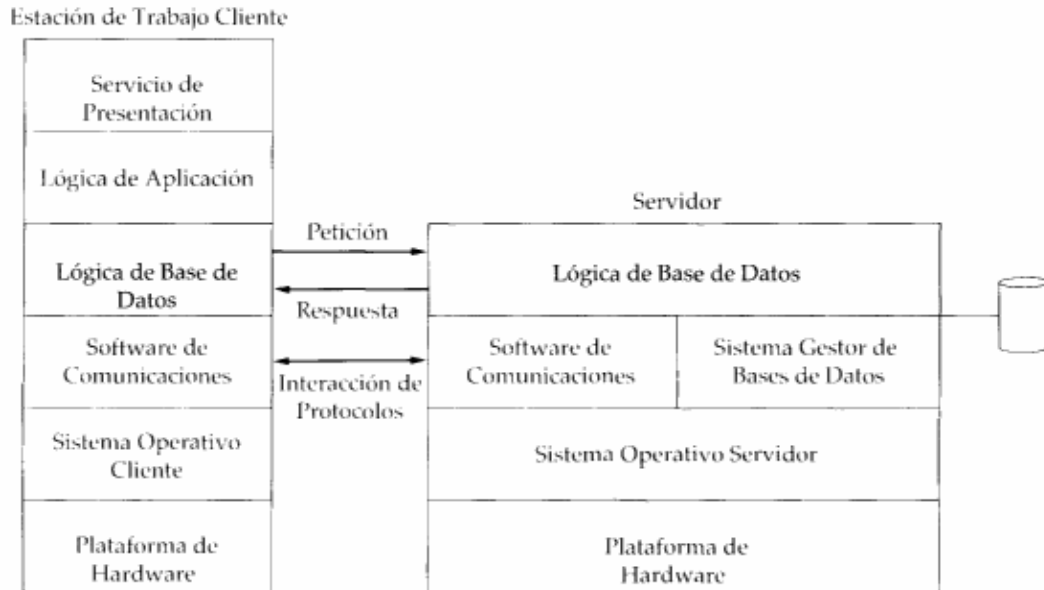 Estación de Trabajo Cliente
Servicio de
Presentación
Lógica de Aplicación
Lógica de Base de
Datos
Software de
Comunicaciones
Sistema Operativo
Cliente
Plataforma de
Hardware
Petición
Respuesta
Interacción de
Protocolos
Servidor
Lógica de Base de Datos
Software de
Comunicaciones
Sistema Gestor de
Bases de Datos
Sistema Operativo Servidor
Plataforma de
Hardware